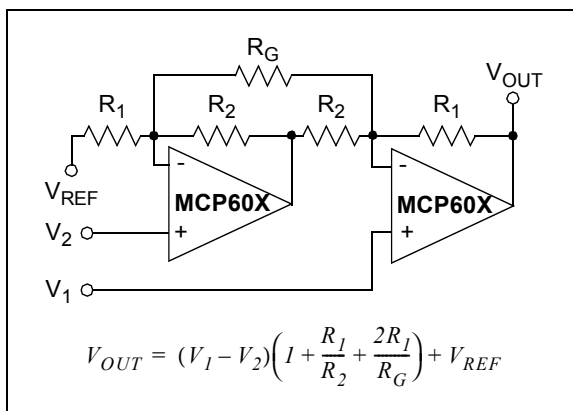 R_G
V_OUT
R_1 R_2 R_2 R_1
V_REF
- -
MCP60X MCP60X
V_2 + +
V_1
V_OUT = (V_1 – V_2)(1 + R_1/R_2 + 2R_1/R_G) + V_REF